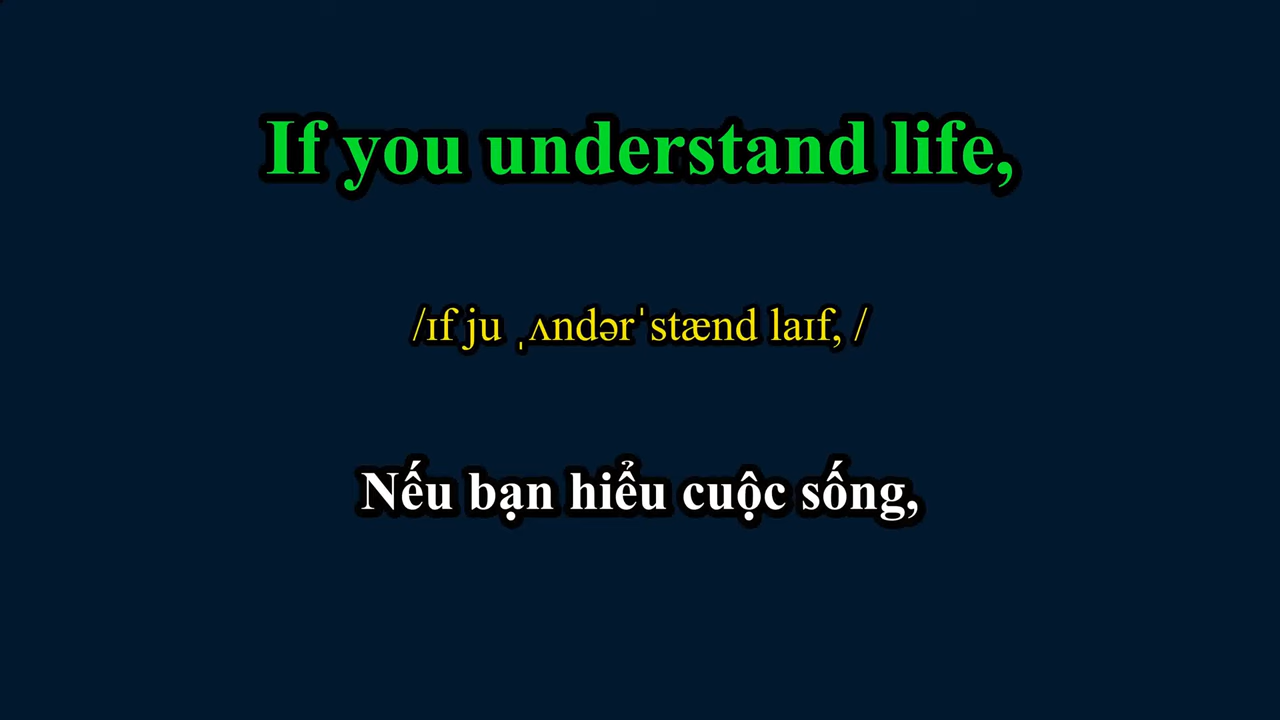 If you understand life,
/ɪf ju ˌʌndərˈstænd laɪf, /
Nếu bạn hiểu cuộc sống,